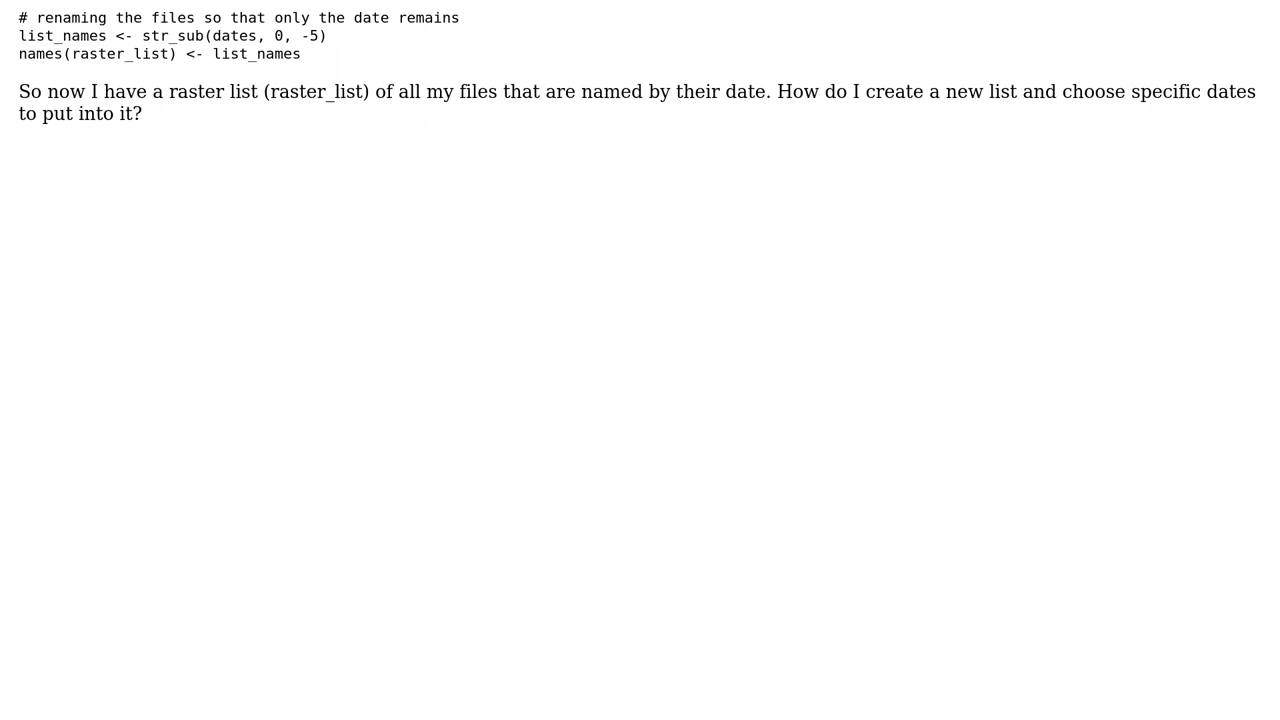 # renaming the files so that only the date remains
list_names <- str_sub(dates, 0, -5)
names(raster_list) <- list_names
So now I have a raster list (raster_list) of all my files that are named by their date. How do I create a new list and choose specific dates
to put into it?